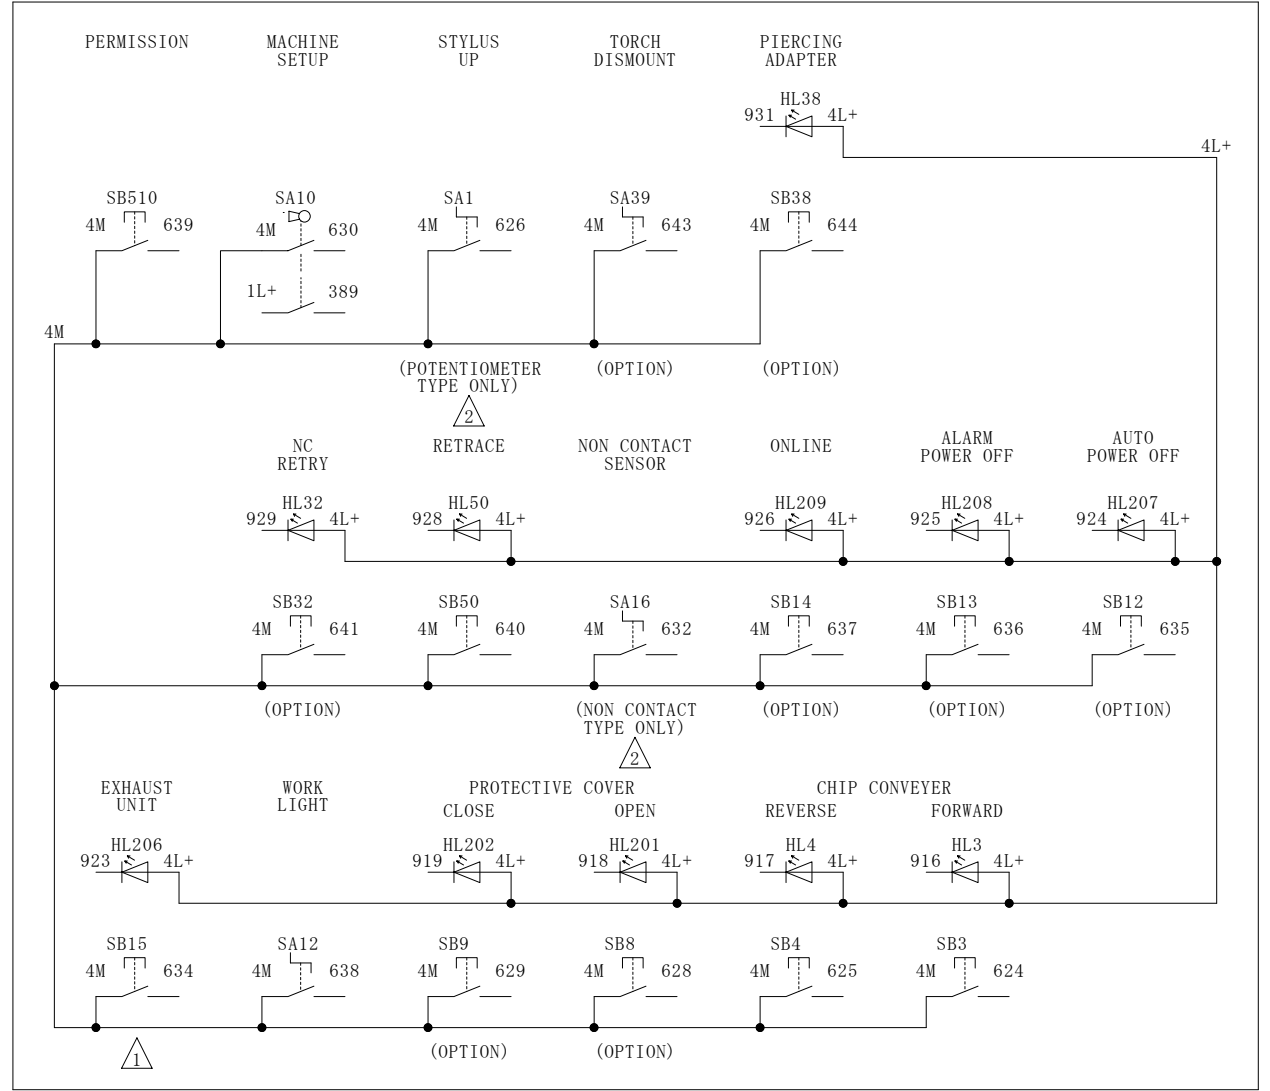 PERMISSION
MACHINE
SETUP
STYLUS
UP
TORCH
DISMOUNT
PIERCING
ADAPTER
HL38
931 4L+
4L+
SB510
4M 639
SA10
4M 630
1L+ 389
SA1
4M 626
SA39
4M 643
SB38
4M 644
4M
(POTENTIOMETER
TYPE ONLY)
2
(OPTION)
(OPTION)
NC
RETRY
RETRACE
NON CONTACT
SENSOR
ONLINE
ALARM
POWER OFF
AUTO
POWER OFF
HL32
929 4L+
HL50
928 4L+
HL209
926 4L+
HL208
925 4L+
HL207
924 4L+
SB32
4M 641
SB50
4M 640
SA16
4M 632
SB14
4M 637
SB13
4M 636
SB12
4M 635
(OPTION)
(NON CONTACT
TYPE ONLY)
2
(OPTION)
(OPTION)
(OPTION)
EXHAUST
UNIT
WORK
LIGHT
PROTECTIVE COVER
CLOSE OPEN
CHIP CONVEYER
REVERSE FORWARD
HL206
923 4L+
HL202
919 4L+
HL201
918 4L+
HL4
917 4L+
HL3
916 4L+
SB15
4M 634
SA12
4M 638
SB9
4M 629
SB8
4M 628
SB4
4M 625
SB3
4M 624
1
(OPTION)
(OPTION)